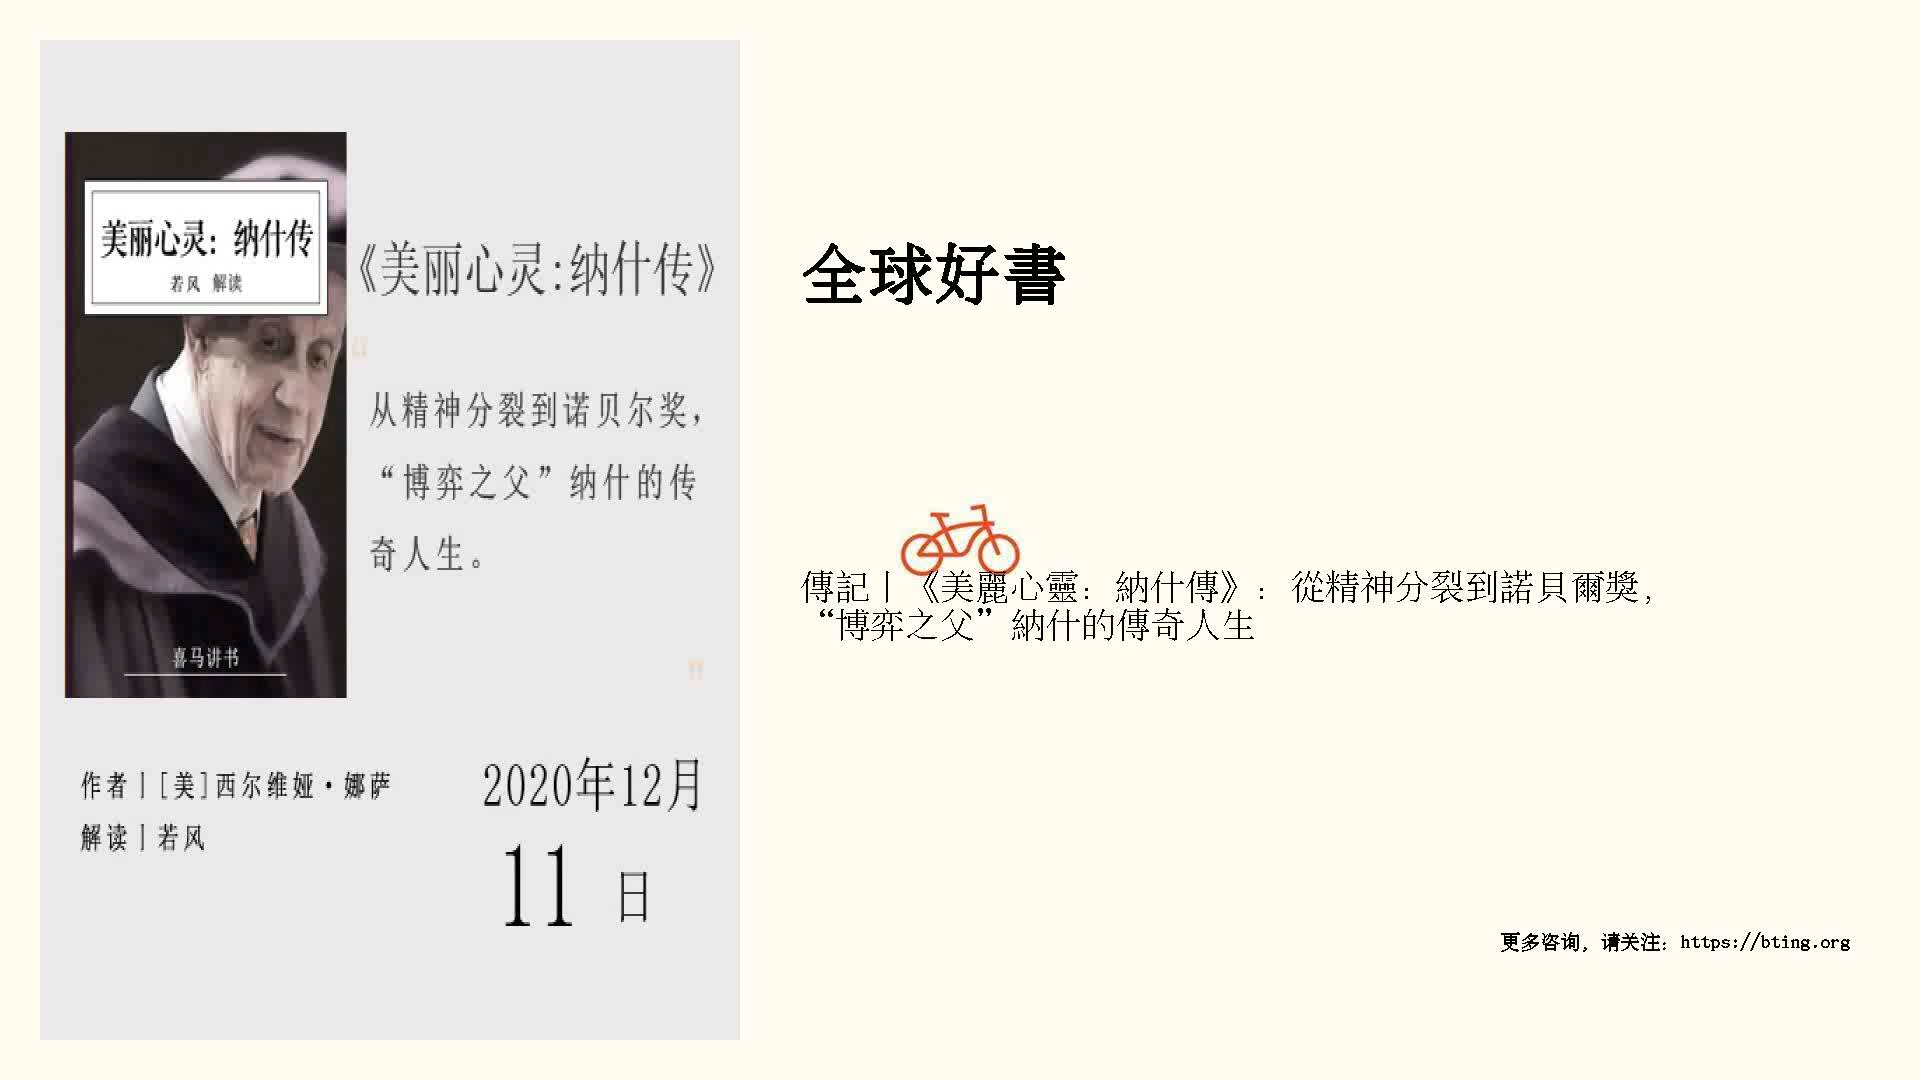 美丽心灵：纳什传
若风 解读
喜马讲书
《美丽心灵:纳什传》
从精神分裂到诺贝尔奖，
“博弈之父”纳什的传
奇人生。
作者丨[美]西尔维娅·娜萨
解读丨若风
2020年12月
11 日
全球好書
傳記丨《美麗心靈：納什傳》：從精神分裂到諾貝爾獎，
“博弈之父”納什的傳奇人生
更多咨询，请关注：https://bting.org